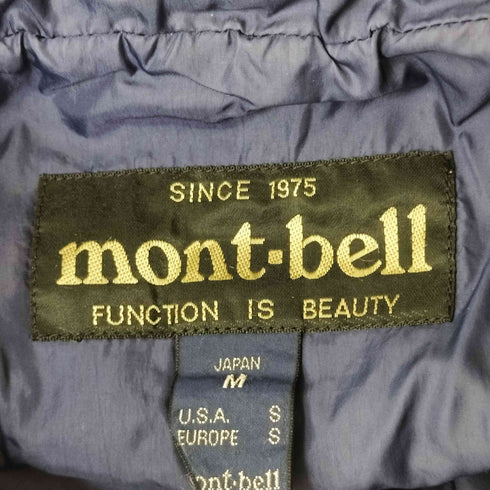 SINCE 1975
mont·bell
FUNCTION IS BEAUTY
JAPAN
M
U.S.A. S
EUROPE S
mont·bell